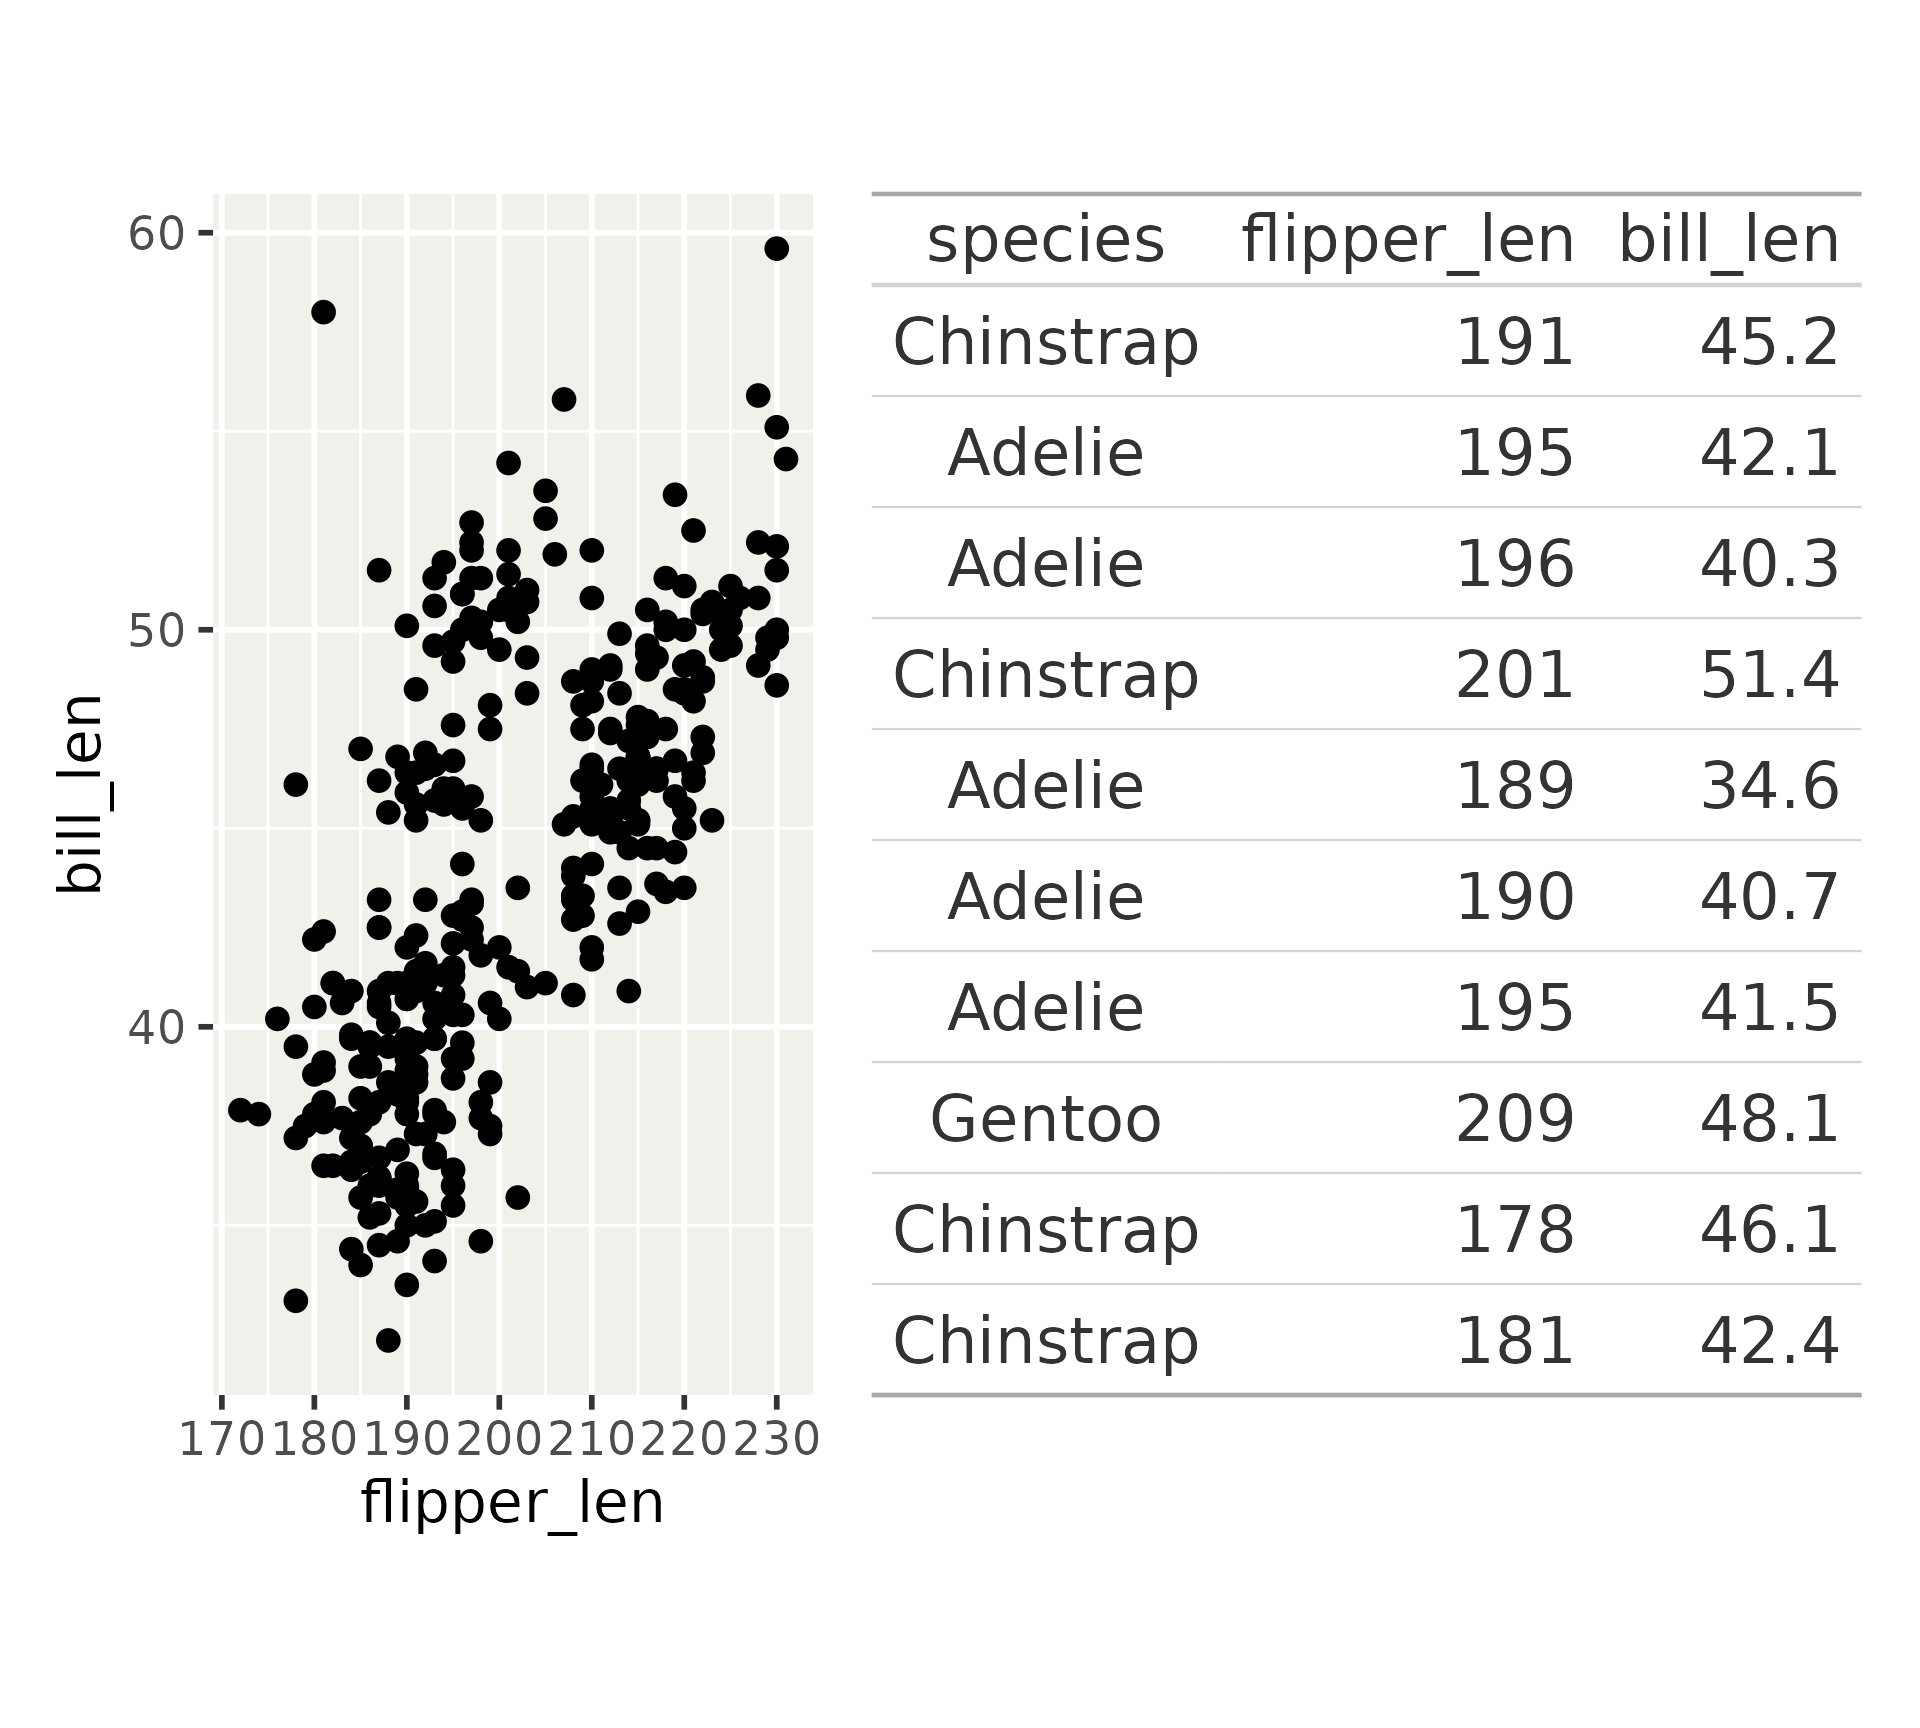 60
50
40
bill_len
170 180 190 200 210 220 230
flipper_len
species flipper_len bill_len
Chinstrap 191 45.2
Adelie 195 42.1
Adelie 196 40.3
Chinstrap 201 51.4
Adelie 189 34.6
Adelie 190 40.7
Adelie 195 41.5
Gentoo 209 48.1
Chinstrap 178 46.1
Chinstrap 181 42.4